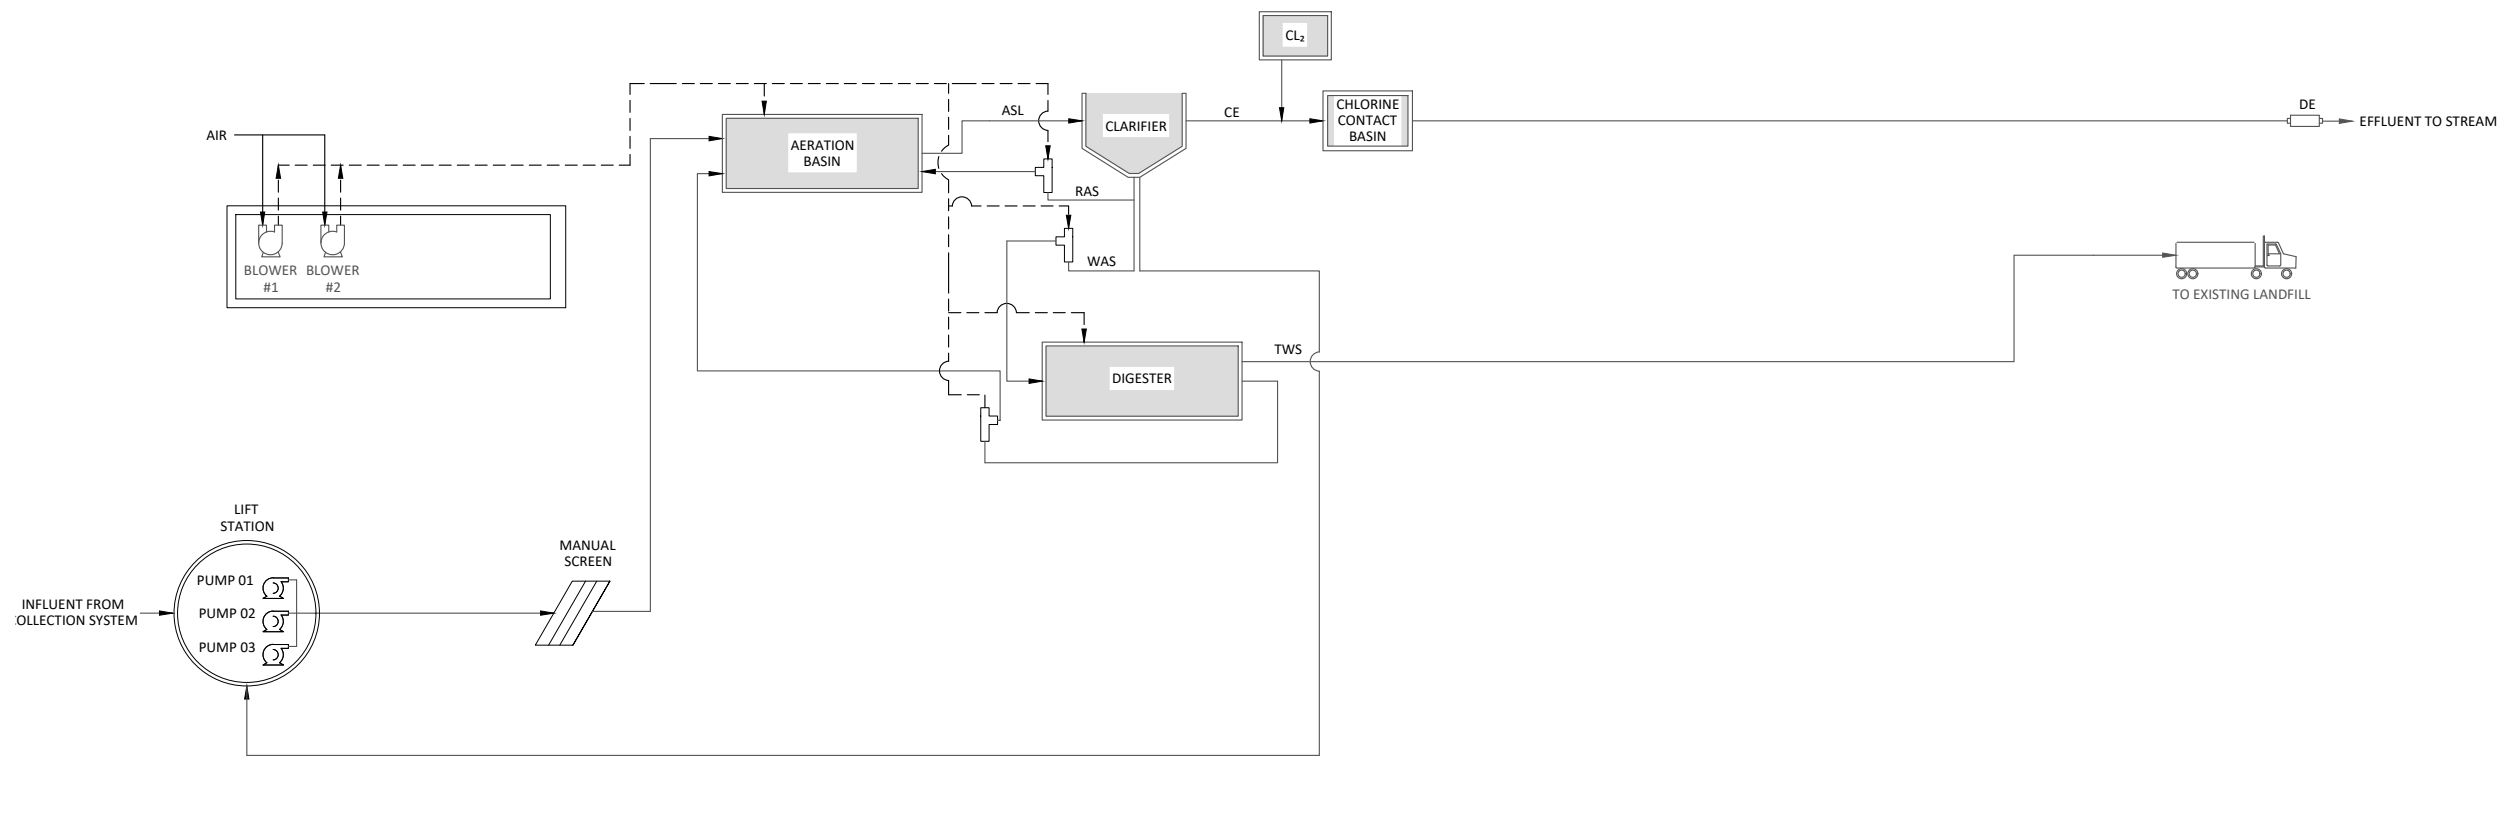 CL₂
AIR
ASL
CE
DE
CHLORINE
CONTACT
BASIN
CLARIFIER
EFFLUENT TO STREAM
AERATION
BASIN
RAS
WAS
BLOWER
#1
BLOWER
#2
TO EXISTING LANDFILL
TWS
DIGESTER
LIFT
STATION
MANUAL
SCREEN
PUMP 01
PUMP 02
PUMP 03
INFLUENT FROM
OLLECTION SYSTEM